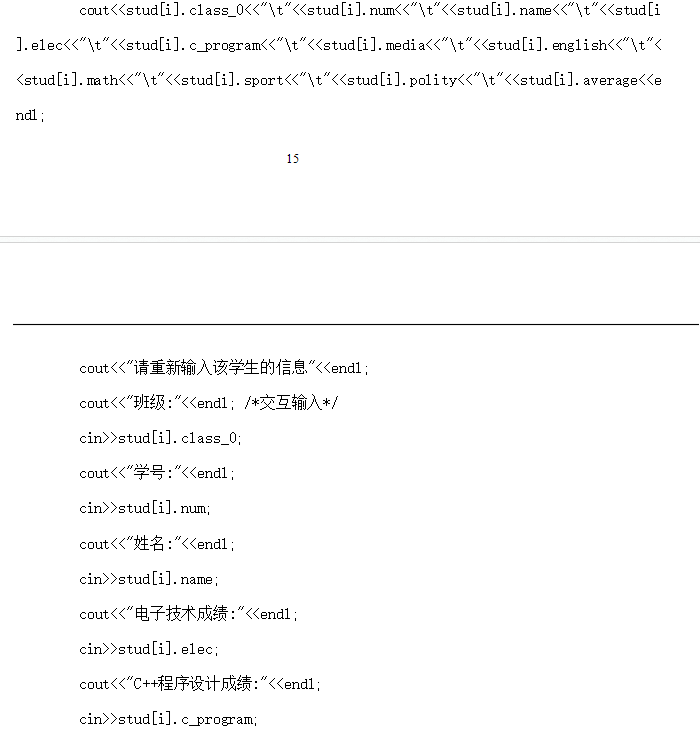 cout<<stud[i].class_0<<"\t"<<stud[i].num<<"\t"<<stud[i].name<<"\t"<<stud[i
].elec<<"\t"<<stud[i].c_program<<"\t"<<stud[i].media<<"\t"<<stud[i].english<<"\t"<
<stud[i].math<<"\t"<<stud[i].sport<<"\t"<<stud[i].polity<<"\t"<<stud[i].average<<e
ndl;
15
cout<<"请重新输入该学生的信息"<<endl;
cout<<"班级:"<<endl; /*交互输入*/
cin>>stud[i].class_0;
cout<<"学号:"<<endl;
cin>>stud[i].num;
cout<<"姓名:"<<endl;
cin>>stud[i].name;
cout<<"电子技术成绩:"<<endl;
cin>>stud[i].elec;
cout<<"C++程序设计成绩:"<<endl;
cin>>stud[i].c_program;